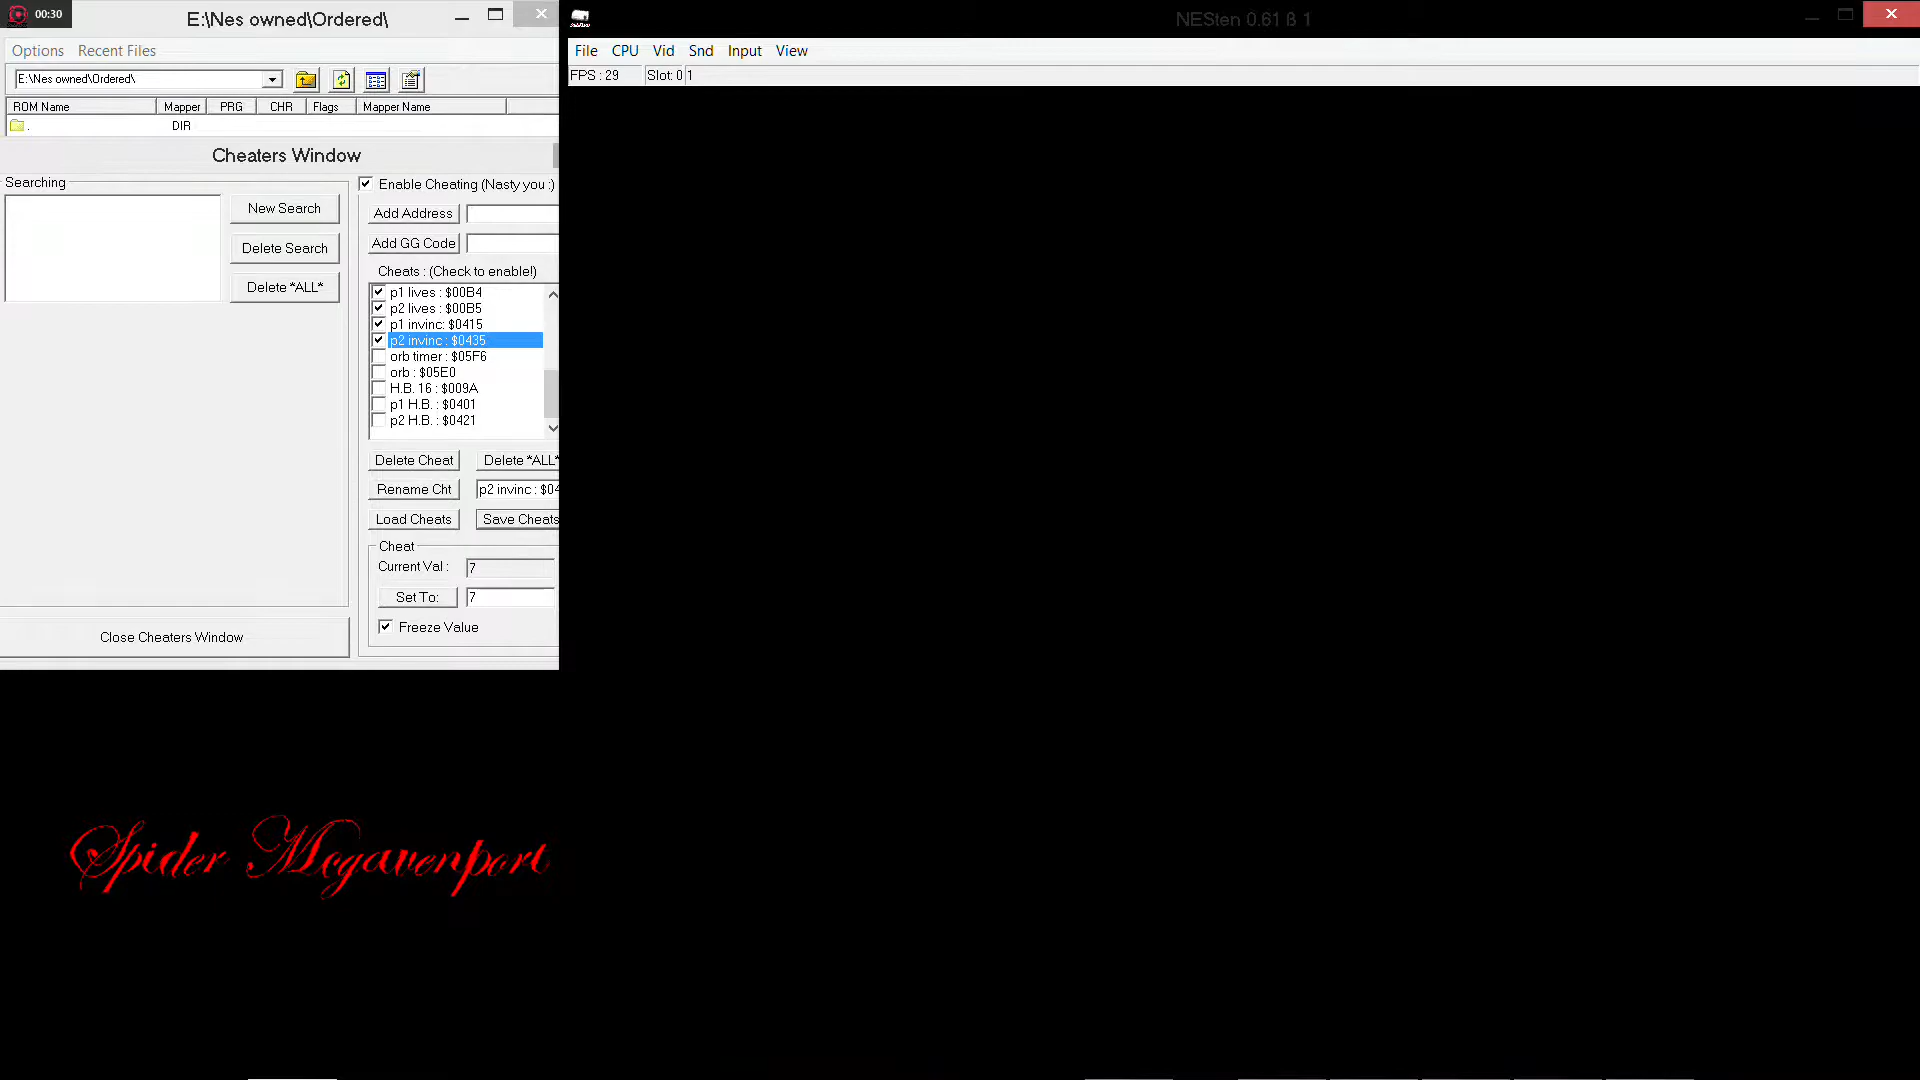 00:30
E:\Nes owned\Ordered\
Options Recent Files
E:\Nes owned\Ordered\
ROM Name Mapper PRG CHR Flags Mapper Name
. DIR
Cheaters Window
Searching
New Search
Delete Search
Delete *ALL*
Close Cheaters Window
Enable Cheating (Nasty you :)
Add Address
Add GG Code
Cheats : (Check to enable!)
p1 lives : $00B4
p2 lives : $00B5
p1 invinc: $0415
p2 invinc : $0435
orb timer : $05F6
orb : $05E0
H.B. 16 : $009A
p1 H.B. : $0401
p2 H.B. : $0421
Delete Cheat Delete *ALL*
Rename Cht p2 invinc : $04
Load Cheats Save Cheats
Cheat
Current Val : 7
Set To: 7
Freeze Value
NESten 0.61 ß 1
File CPU Vid Snd Input View
FPS : 29 Slot: 0 1
Spider Megavenport